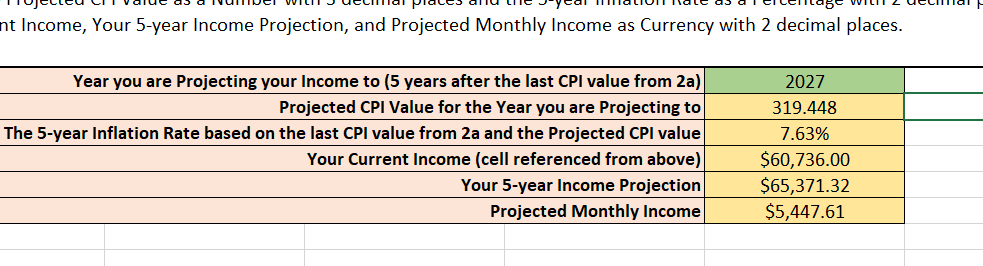 Projected CPI Value as a Number with 3 decimal places and the 5-year Inflation Rate as a Percentage with 2 decimal
nt Income, Your 5-year Income Projection, and Projected Monthly Income as Currency with 2 decimal places.
Year you are Projecting your Income to (5 years after the last CPI value from 2a) 2027
Projected CPI Value for the Year you are Projecting to 319.448
The 5-year Inflation Rate based on the last CPI value from 2a and the Projected CPI value 7.63%
Your Current Income (cell referenced from above) $60,736.00
Your 5-year Income Projection $65,371.32
Projected Monthly Income $5,447.61